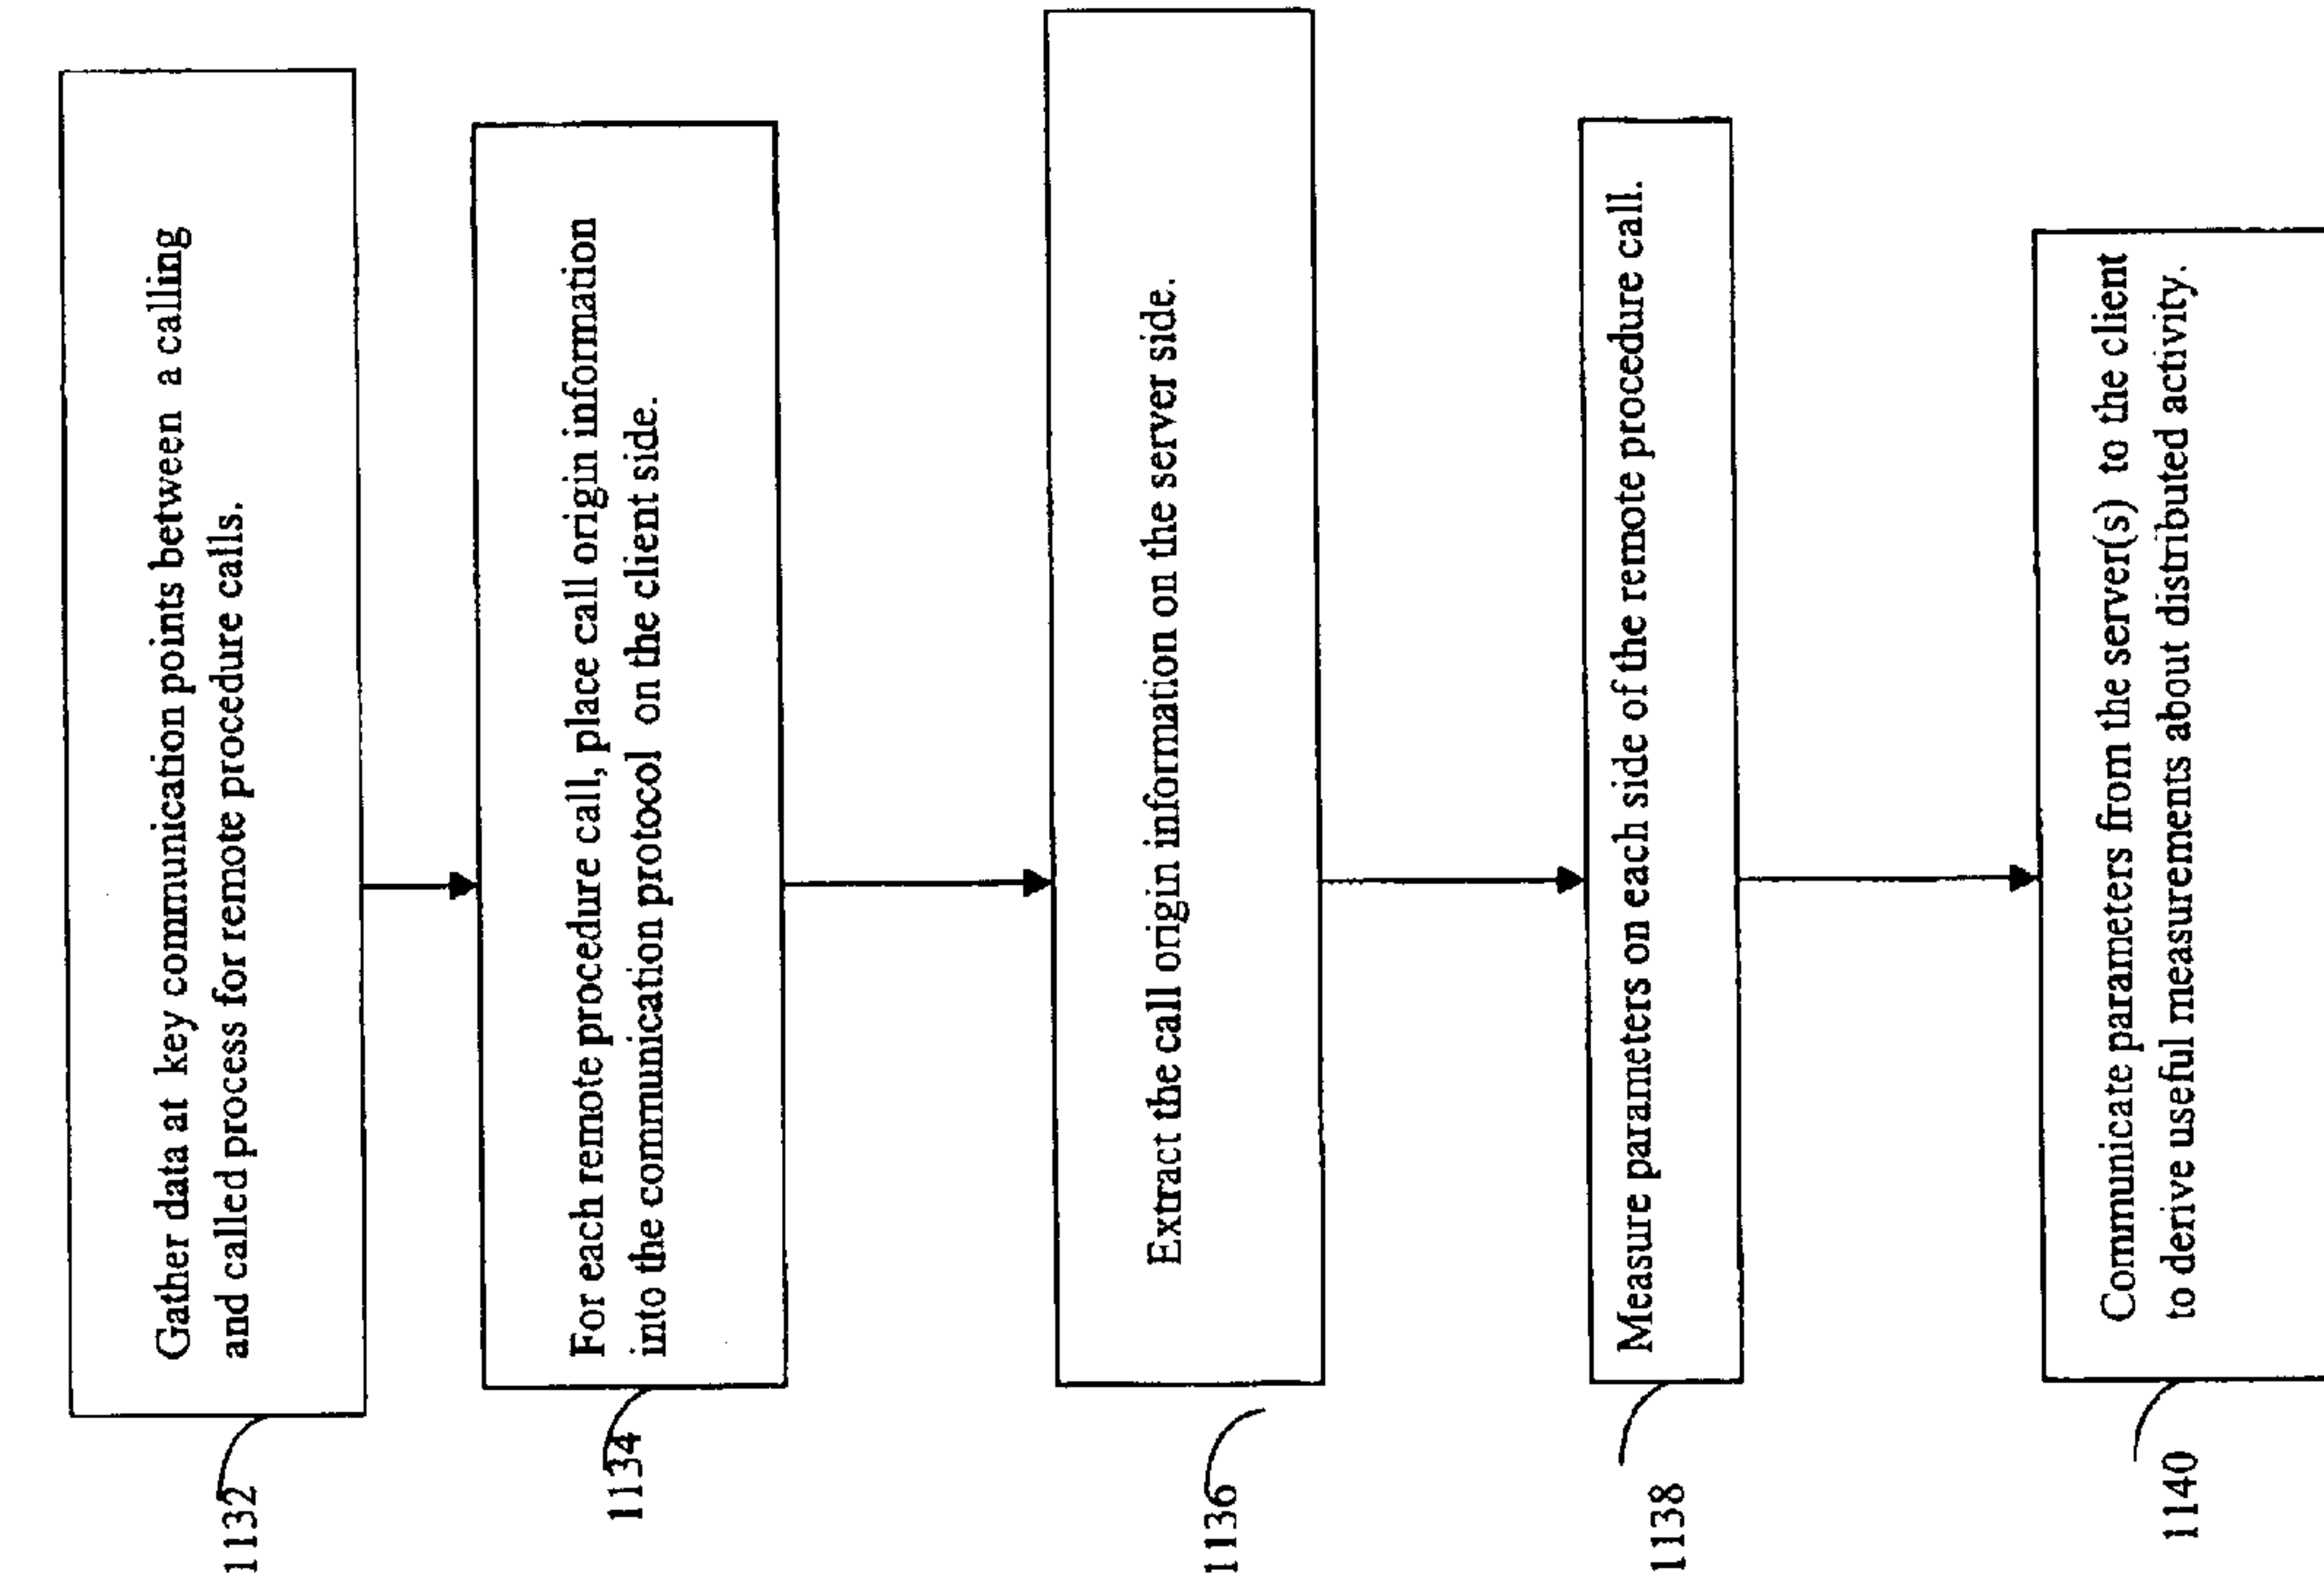 Gather data at key communication points between a calling
and called process for remote procedure calls.
1132
For each remote procedure call, place call origin information
into the communication protocol on the client side.
1134
Extract the call origin information on the server side.
1136
Measure parameters on each side of the remote procedure call.
1138
Communicate parameters from the server(s) to the client
to derive useful measurements about distributed activity.
1140